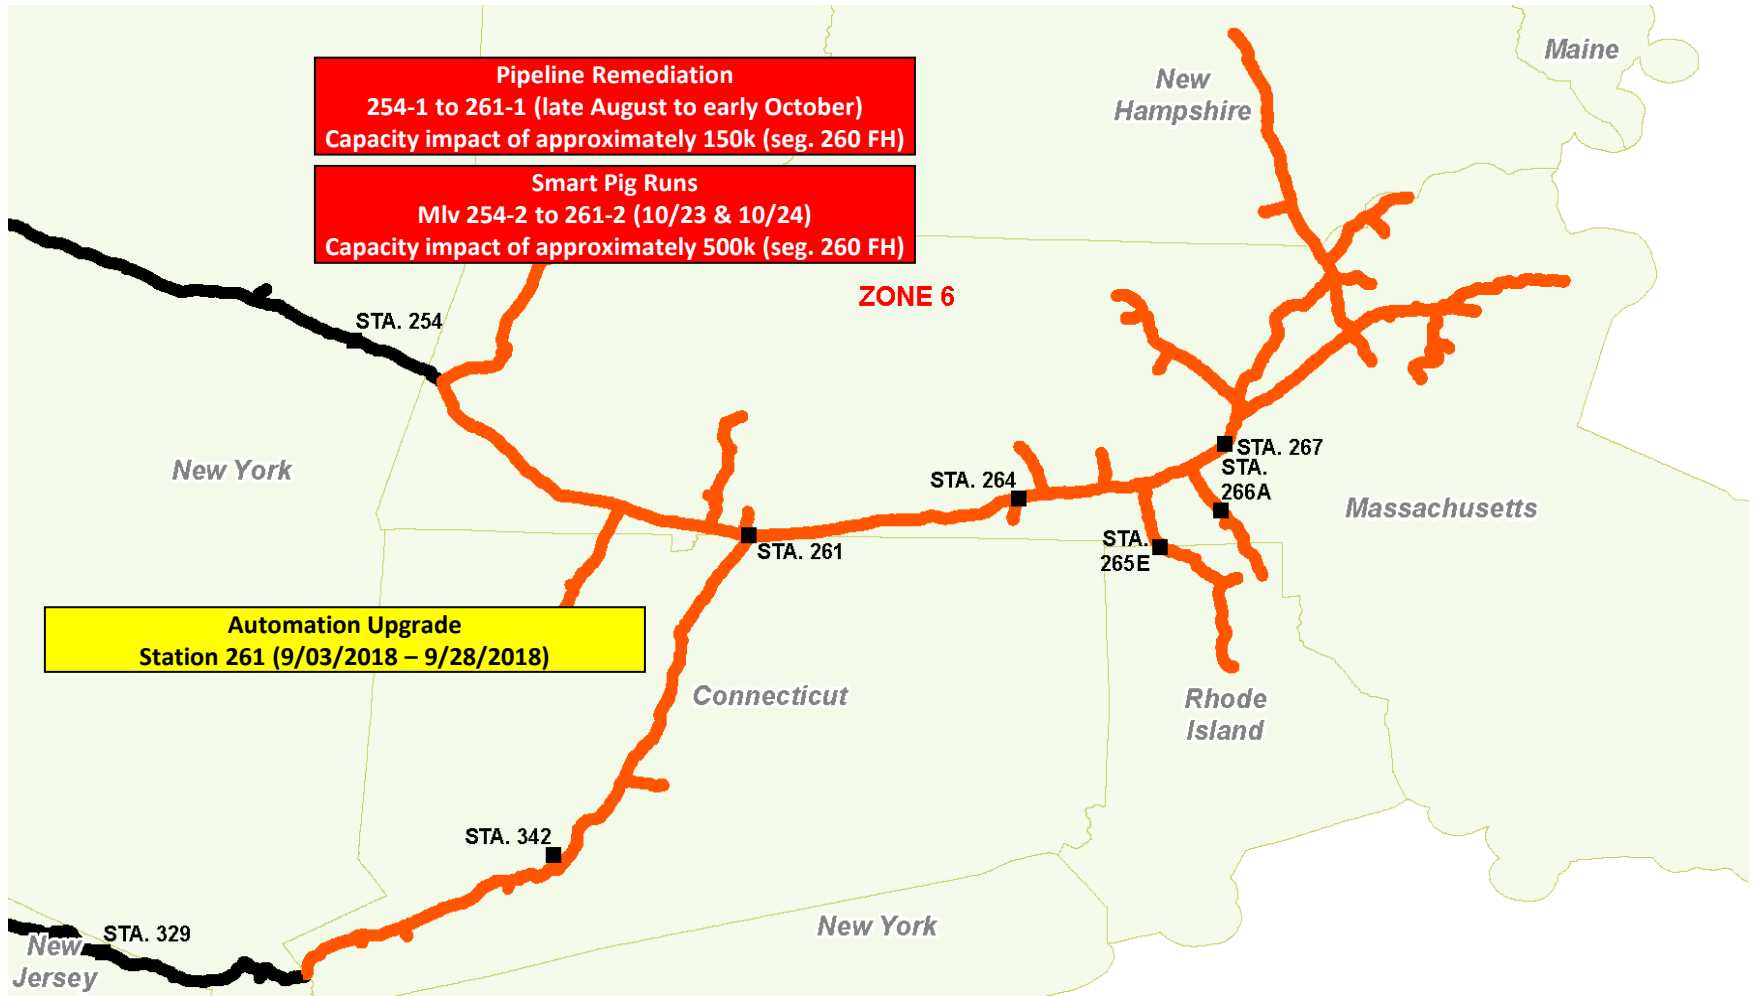 Pipeline Remediation
254-1 to 261-1 (late August to early October)
Capacity impact of approximately 150k (seg. 260 FH)
Smart Pig Runs
Mlv 254-2 to 261-2 (10/23 & 10/24)
Capacity impact of approximately 500k (seg. 260 FH)
Maine
New
Hampshire
ZONE 6
STA. 254
New York
STA. 267
STA.
266A
STA. 264
Massachusetts
STA. 261
STA.
265E
Automation Upgrade
Station 261 (9/03/2018 – 9/28/2018)
Connecticut
Rhode
Island
STA. 342
New York
STA. 329
New
Jersey